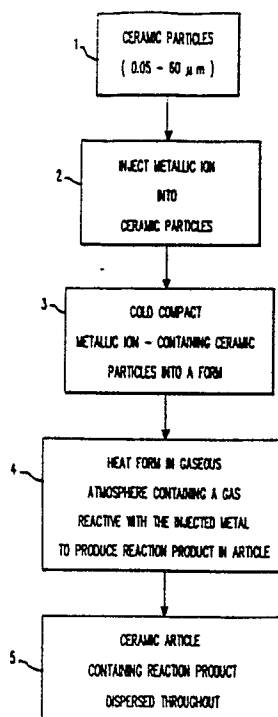 1
CERAMIC PARTICLES
( 0.05 - 60 μm )
2
INJECT METALLIC ION
INTO
CERAMIC PARTICLES
3
COLD COMPACT
METALLIC ION - CONTAINING CERAMIC
PARTICLES INTO A FORM
4
HEAT FORM IN GASEOUS
ATMOSPHERE CONTAINING A GAS
REACTIVE WITH THE INJECTED METAL
TO PRODUCE REACTION PRODUCT IN ARTICLE
5
CERAMIC ARTICLE
CONTAINING REACTION PRODUCT
DISPERSED THROUGHOUT